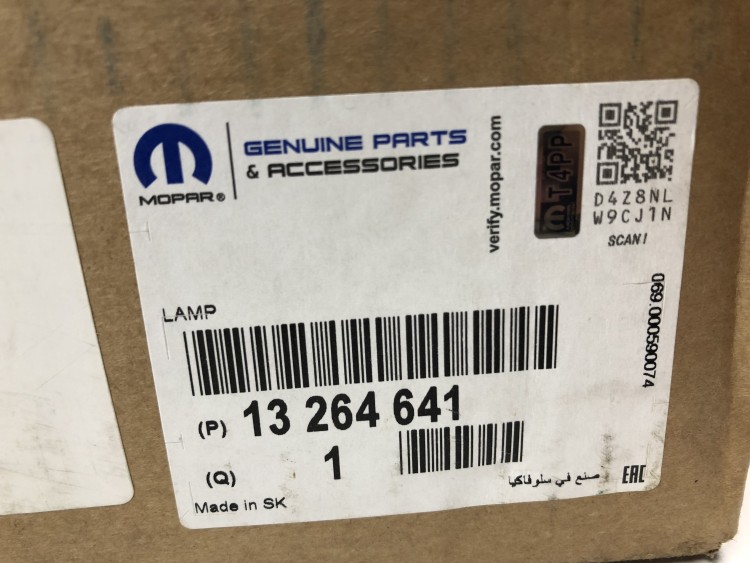 MOPAR®
GENUINE PARTS
& ACCESSORIES
verify.mopar.com
T4PP
D4Z8NL
W9CJ1N
SCAN!
069.000590074
LAMP
(P) 13 264 641
(Q) 1
Made in SK
صنع في سلوفاكيا
EAC